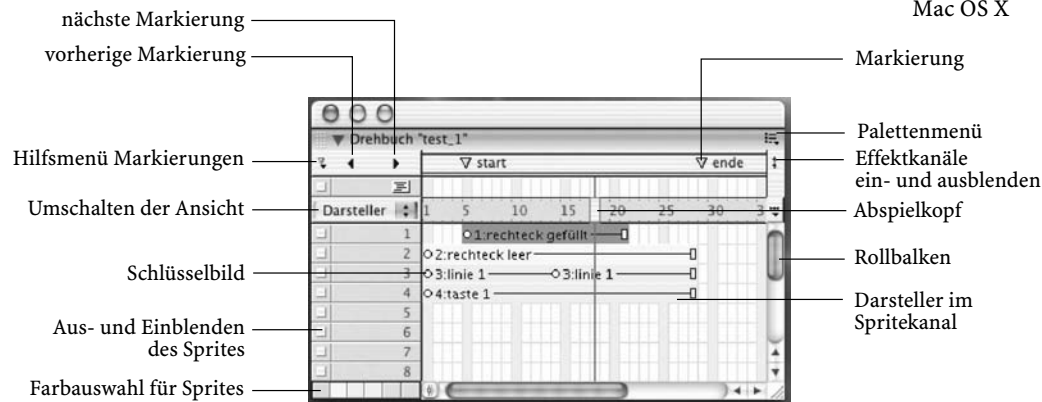 Mac OS X
nächste Markierung
vorherige Markierung
Markierung
Drehbuch "test_1"
Palettenmenü
Hilfsmenü Markierungen
start
ende
Effektkanäle
ein- und ausblenden
Umschalten der Ansicht
Darsteller
1 5 10 15 20 25 30 3
Abspielkopf
1 1:rechteck gefüllt
2 2:rechteck leer
Rollbalken
Schlüsselbild
3 3:linie 1 3:linie 1
4 4:taste 1
Darsteller im
Spritekanal
5
Aus- und Einblenden
des Sprites
6
7
8
Farbauswahl für Sprites